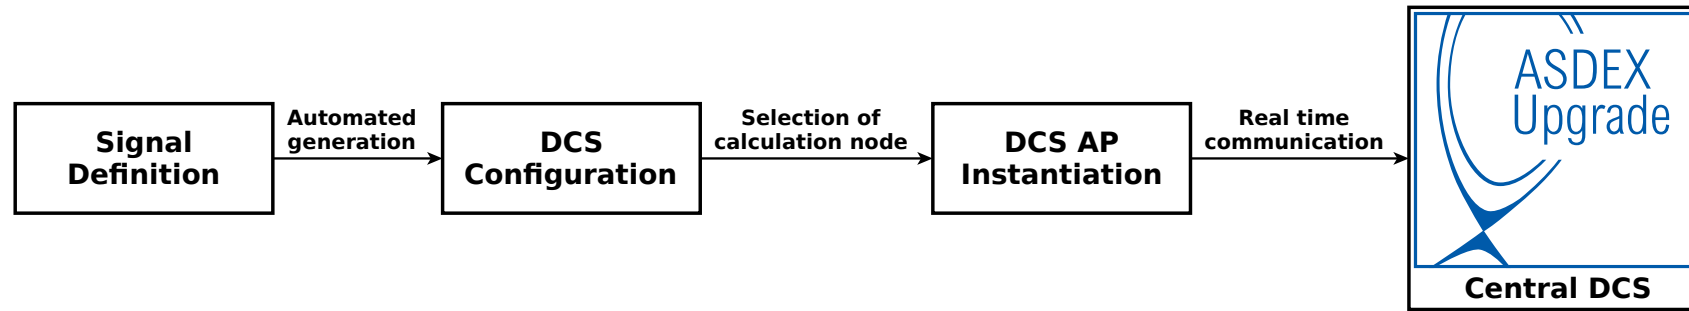 Signal
Definition
Automated
generation
DCS
Configuration
Selection of
calculation node
DCS AP
Instantiation
Real time
communication
ASDEX
Upgrade
Central DCS